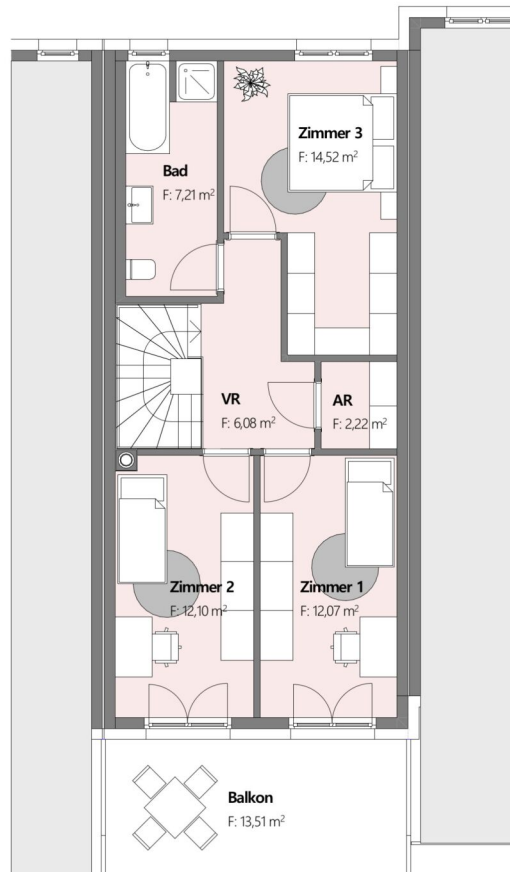 Zimmer 3
F: 14,52 m²
Bad
F: 7,21 m²
VR
F: 6,08 m²
AR
F: 2,22 m²
Zimmer 2
F: 12,10 m²
Zimmer 1
F: 12,07 m²
Balkon
F: 13,51 m²